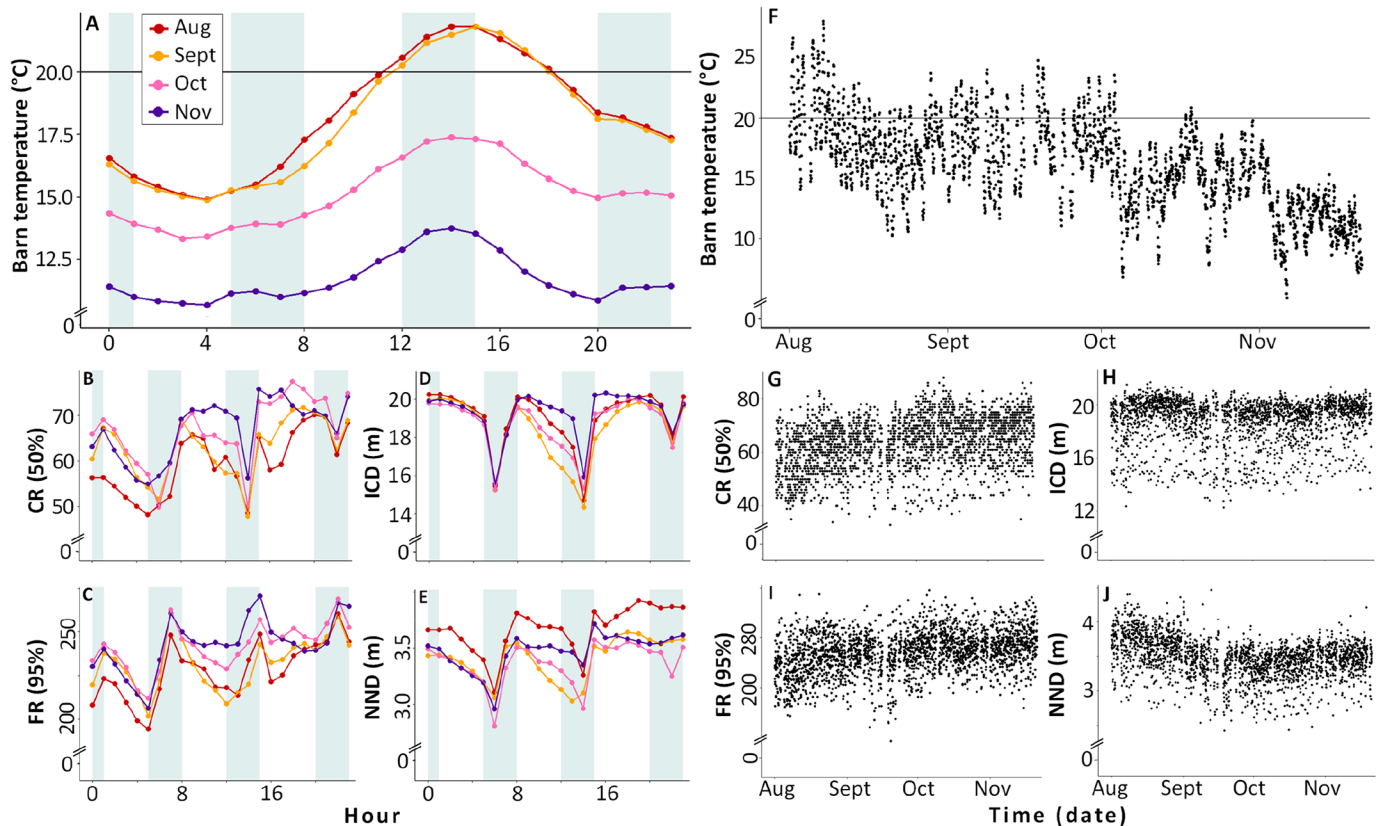 A
Aug
Sept
Oct
Nov
Barn temperature (°C)
20.0
17.5
15.0
12.5
0
0
4
8
12
16
20
F
Barn temperature (°C)
25
20
15
10
0
Aug
Sept
Oct
Nov
B
CR (50%)
70
60
50
0
D
ICD (m)
20
18
16
14
0
G
CR (50%)
80
60
40
0
H
ICD (m)
20
16
12
0
C
FR (95%)
250
200
0
0
8
16
E
NND (m)
3.5
3.0
0
0
8
16
Hour
I
FR (95%)
280
200
0
Aug
Sept
Oct
Nov
J
NND (m)
4
3
0
Aug
Sept
Oct
Nov
Time (date)